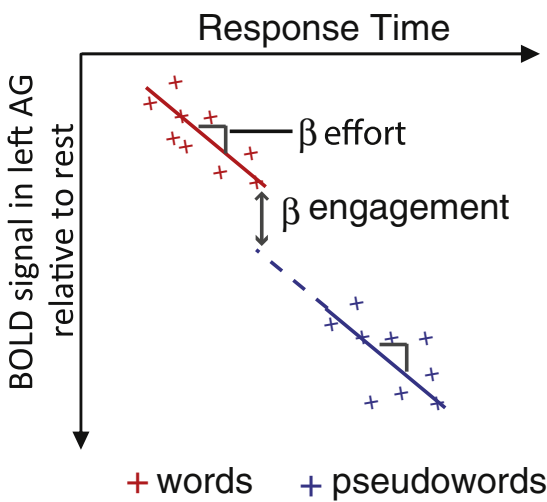 Response Time
BOLD signal in left AG
relative to rest
β effort
β engagement
+ words
+ pseudowords